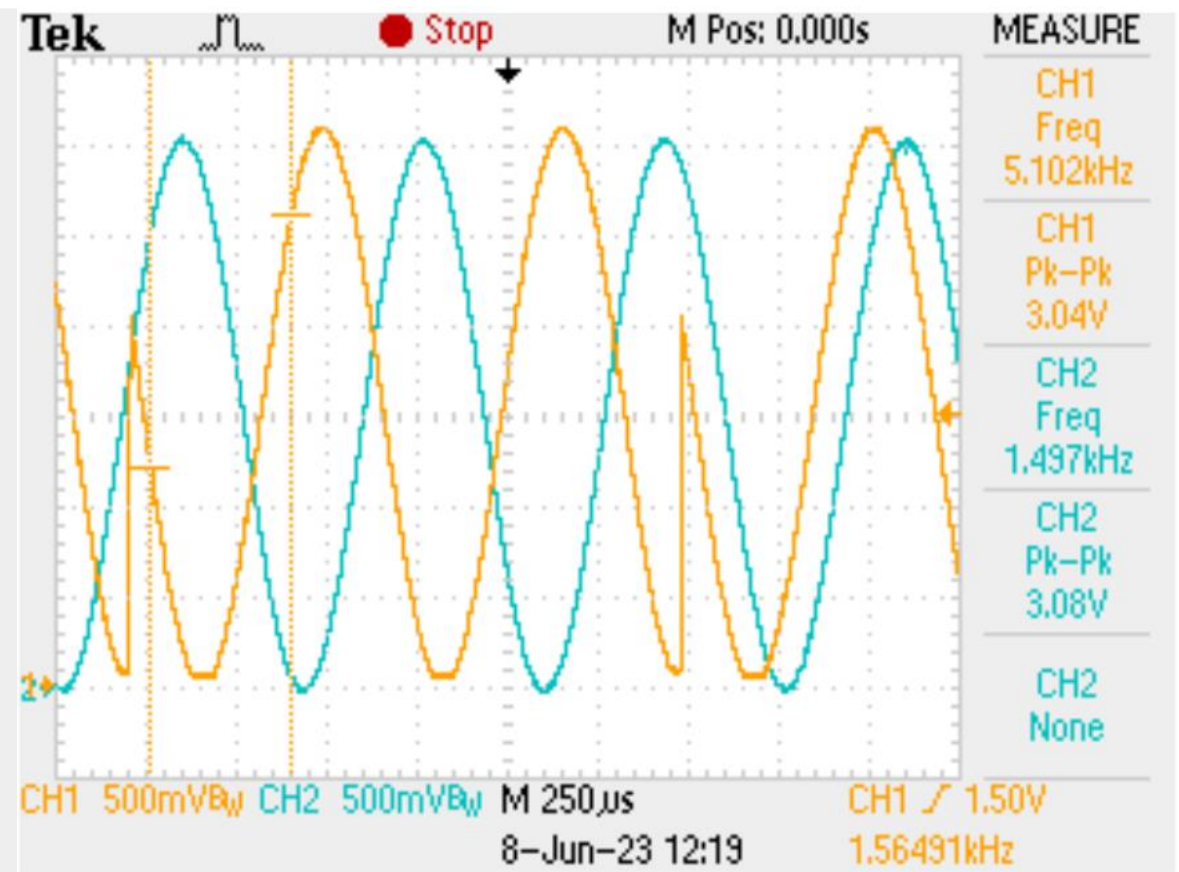 Tek Stop M Pos: 0.000s MEASURE
CH1
Freq
5.102kHz
CH1
Pk-Pk
3.04V
CH2
Freq
1.497kHz
CH2
Pk-Pk
3.08V
CH2
None
2
CH1 500mVBw CH2 500mVBw M 250µs CH1 1.50V
8-Jun-23 12:19 1.56491kHz